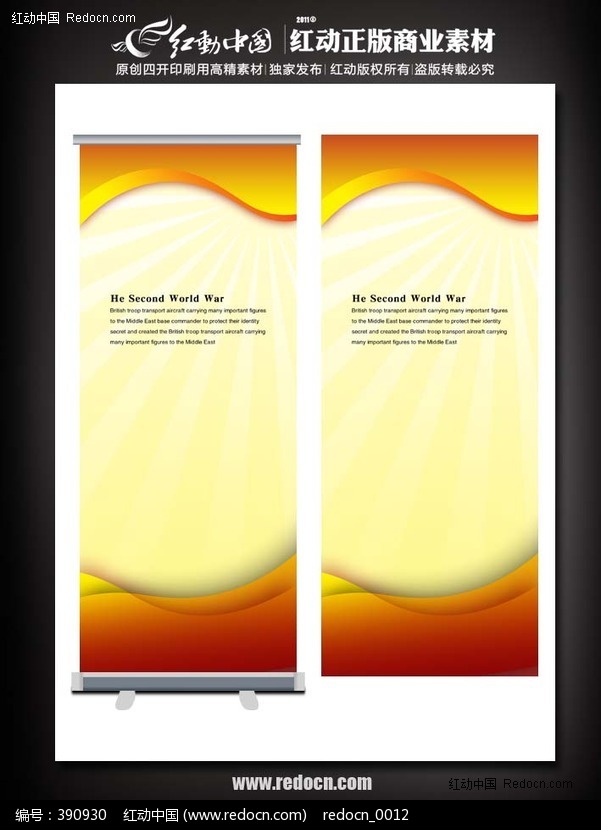 红动中国 Redocn.com
2011©
红動中国 | 红动正版商业素材
原创四开印刷用高精素材 | 独家发布 | 红动版权所有 | 盗版转载必究
He Second World War
British troop transport aircraft carrying many important figures
to the Middle East base commander to protect their identity
secret and created the British troop transport aircraft carrying
many important figures to the Middle East
He Second World War
British troop transport aircraft carrying many important figures
to the Middle East base commander to protect their identity
secret and created the British troop transport aircraft carrying
many important figures to the Middle East
www.redocn.com
红动中国 Redocn.com
编号：390930 红动中国 (www.redocn.com) redocn_0012